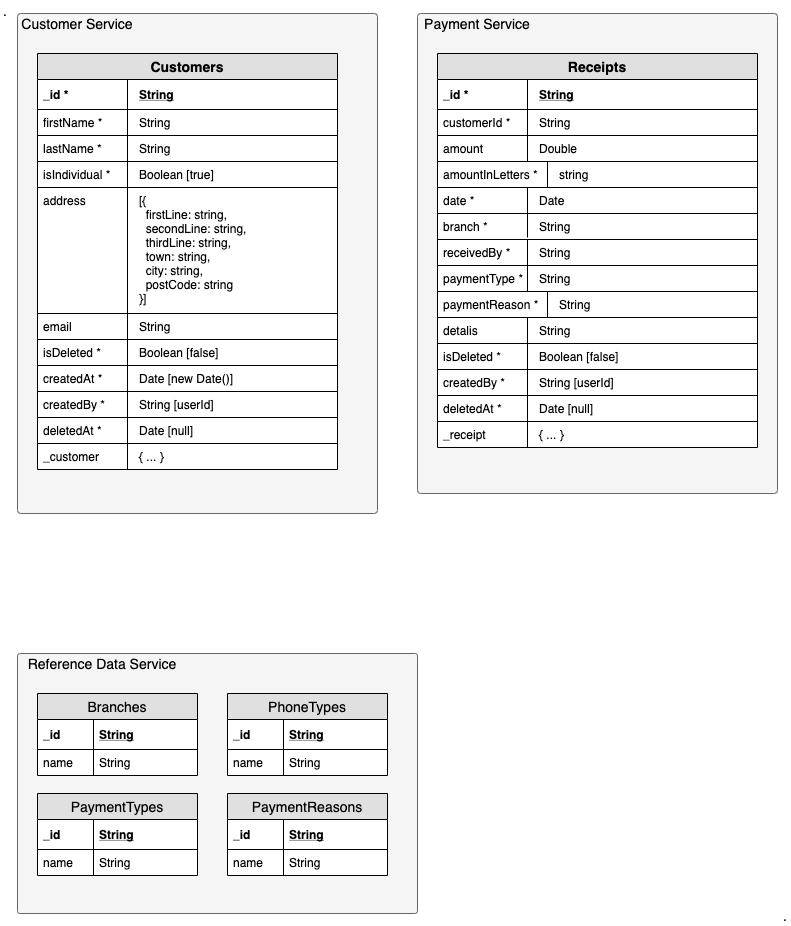 Customer Service
Customers
_id * String
firstName * String
lastName * String
isIndividual * Boolean [true]
address [{
firstLine: string,
secondLine: string,
thirdLine: string,
town: string,
city: string,
postCode: string
}]
email String
isDeleted * Boolean [false]
createdAt * Date [new Date()]
createdBy * String [userId]
deletedAt * Date [null]
_customer { ... }
Payment Service
Receipts
_id * String
customerId * String
amount Double
amountInLetters * string
date * Date
branch * String
receivedBy * String
paymentType * String
paymentReason * String
detalis String
isDeleted * Boolean [false]
createdBy * String [userId]
deletedAt * Date [null]
_receipt { ... }
Reference Data Service
Branches
_id String
name String
PhoneTypes
_id String
name String
PaymentTypes
_id String
name String
PaymentReasons
_id String
name String